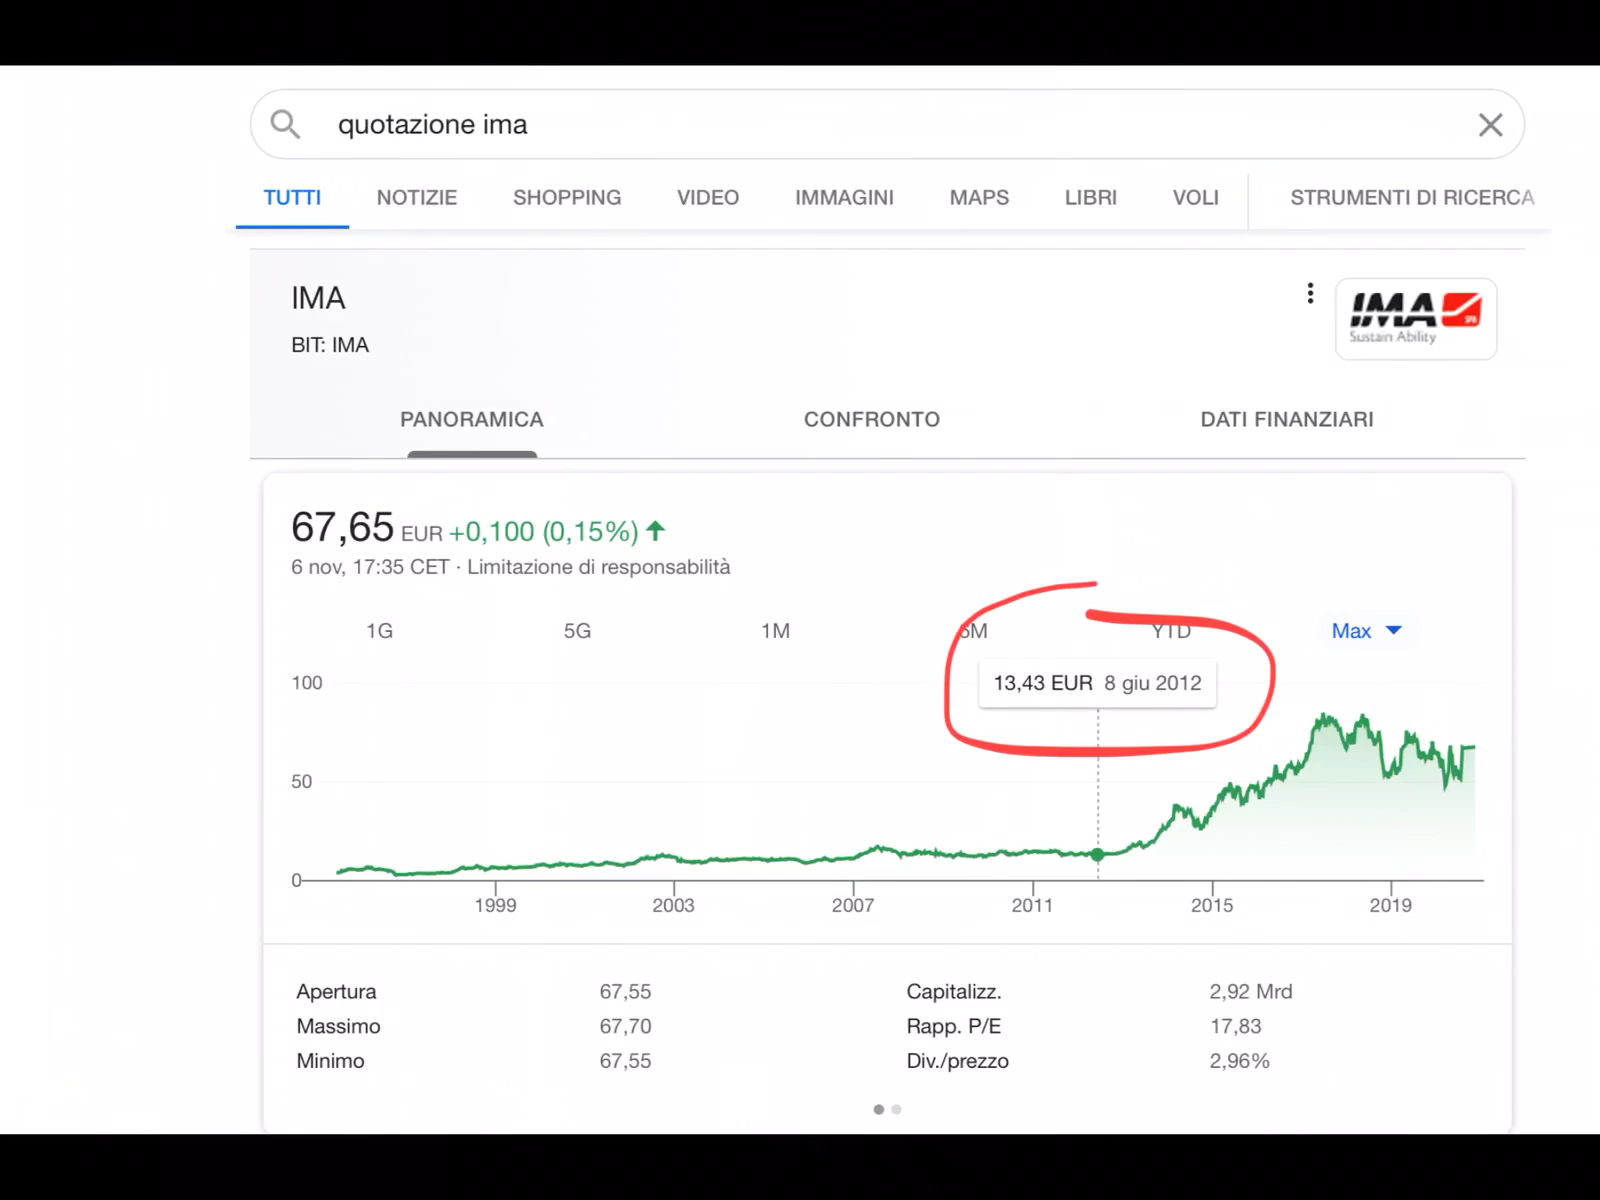 quotazione ima
TUTTI NOTIZIE SHOPPING VIDEO IMMAGINI MAPS LIBRI VOLI STRUMENTI DI RICERCA
IMA
BIT: IMA
IMA SPA
Sustain Ability
PANORAMICA CONFRONTO DATI FINANZIARI
67,65 EUR +0,100 (0,15%)
6 nov, 17:35 CET · Limitazione di responsabilità
1G 5G 1M 6M YTD Max
13,43 EUR 8 giu 2012
100
50
0
1999 2003 2007 2011 2015 2019
Apertura 67,55 Capitalizz. 2,92 Mrd
Massimo 67,70 Rapp. P/E 17,83
Minimo 67,55 Div./prezzo 2,96%